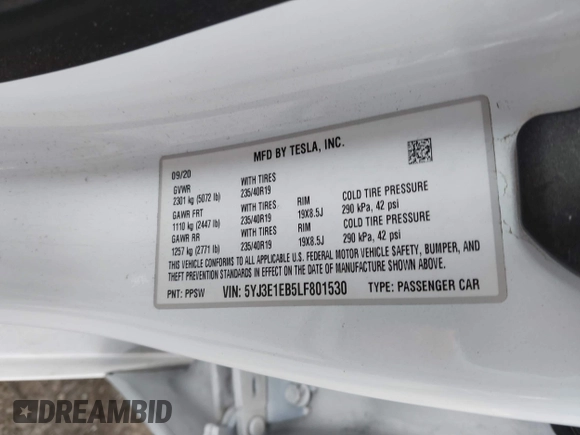 MFD BY TESLA, INC.
09/20
GVWR WITH TIRES
2301 kg (5072 lb) 235/40R19
GAWR FRT WITH TIRES RIM COLD TIRE PRESSURE
1110 kg (2447 lb) 235/40R19 19X8.5J 290 kPa, 42 psi
GAWR RR WITH TIRES RIM COLD TIRE PRESSURE
1257 kg (2771 lb) 235/40R19 19X8.5J 290 kPa, 42 psi
THIS VEHICLE CONFORMS TO ALL APPLICABLE U.S. FEDERAL MOTOR VEHICLE SAFETY, BUMPER, AND
THEFT PREVENTION STANDARDS IN EFFECT ON THE DATE OF MANUFACTURE SHOWN ABOVE.
PNT: PPSW VIN: 5YJ3E1EB5LF801530 TYPE: PASSENGER CAR
DREAMBID